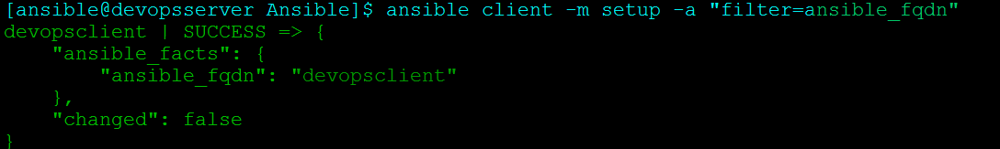 [ansible@devopsserver Ansible]$ ansible client -m setup -a "filter=ansible_fqdn"
devopsclient | SUCCESS => {
    "ansible_facts": {
        "ansible_fqdn": "devopsclient"
    },
    "changed": false
}